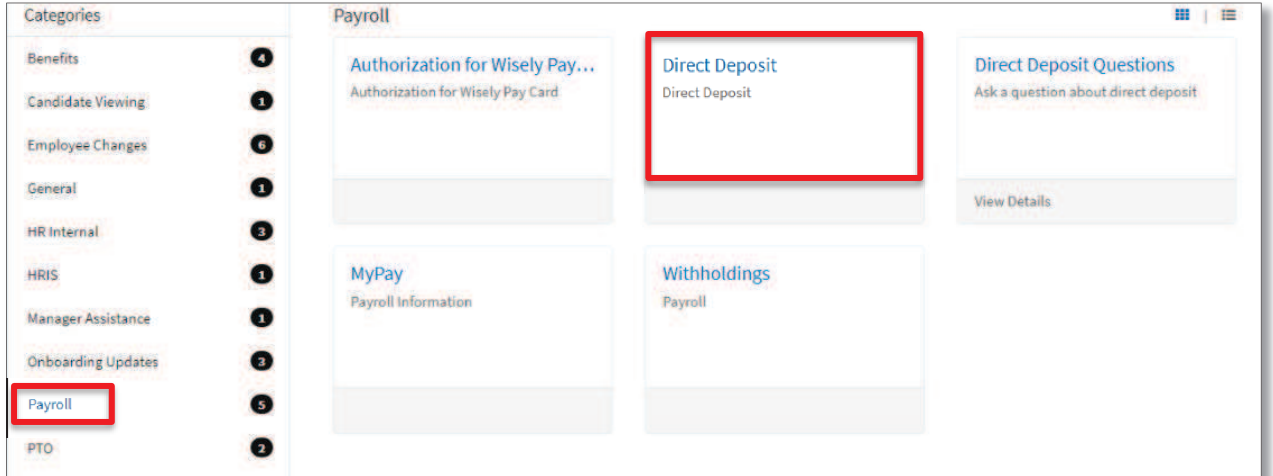 Categories
Benefits 4
Candidate Viewing 1
Employee Changes 6
General 1
HR Internal 3
HRIS 1
Manager Assistance 1
Onboarding Updates 3
Payroll 5
PTO 2
Payroll
Authorization for Wisely Pay...
Authorization for Wisely Pay Card
Direct Deposit
Direct Deposit
Direct Deposit Questions
Ask a question about direct deposit
View Details
MyPay
Payroll Information
Withholdings
Payroll